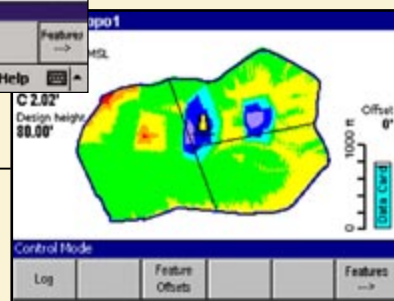 Features
-->
Help
opo1
MSL
C 2.02'
Design height
80.00'
Offset
0'
1000 ft
0
Data Card
Control Mode
Log
Feature
Offsets
Features
-->